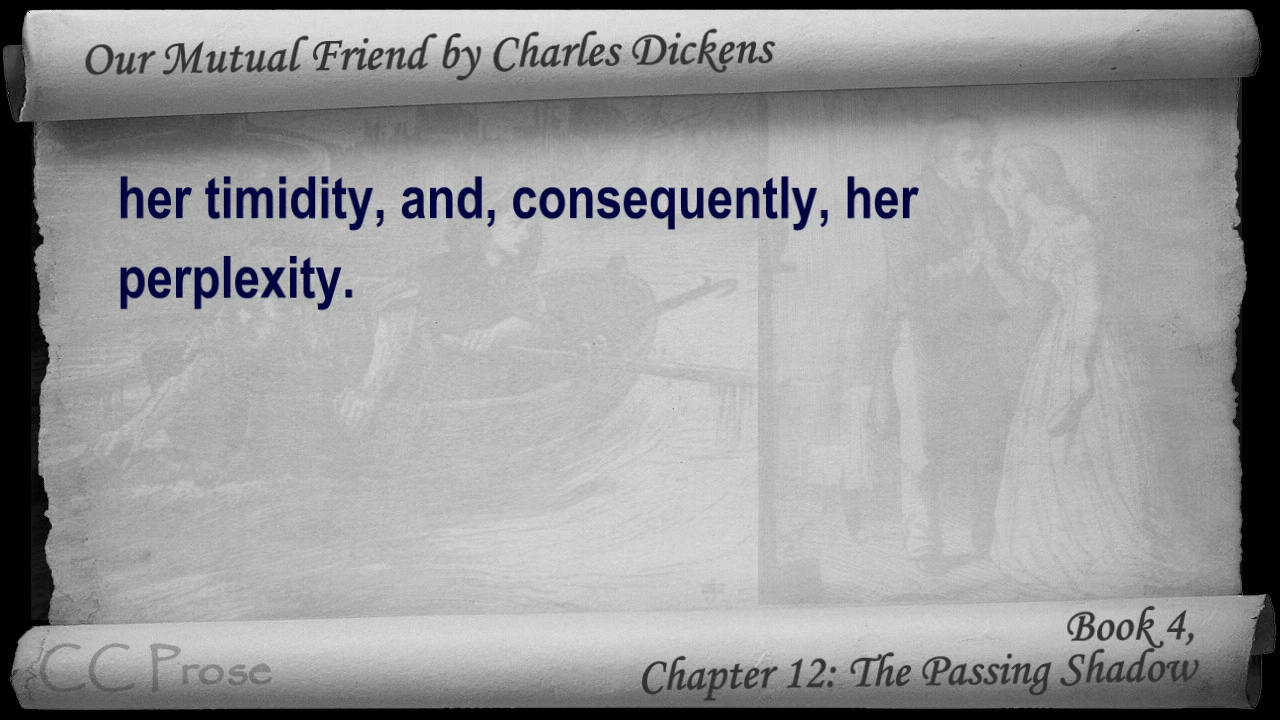 Our Mutual Friend by Charles Dickens
her timidity, and, consequently, her
perplexity.
Book 4,
Chapter 12: The Passing Shadow
CC Prose